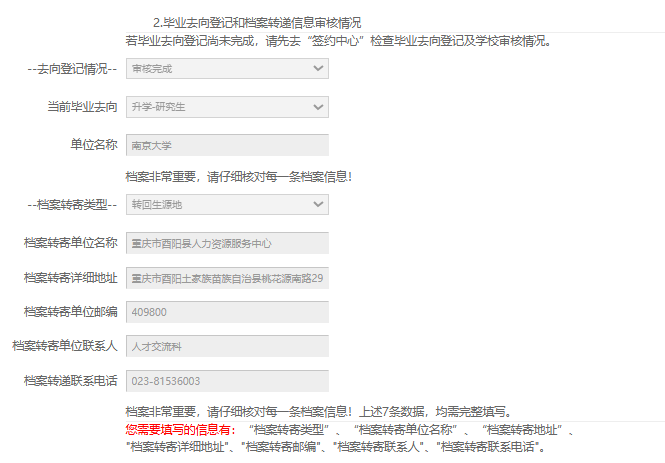 2.毕业去向登记和档案转递信息审核情况
若毕业去向登记尚未完成，请先去“签约中心”检查毕业去向登记及学校审核情况。
--去向登记情况-- 审核完成
当前毕业去向 升学-研究生
单位名称 南京大学
档案非常重要，请仔细核对每一条档案信息！
--档案转寄类型-- 转回生源地
档案转寄单位名称 重庆市酉阳县人力资源服务中心
档案转寄详细地址 重庆市酉阳土家族苗族自治县桃花源南路29
档案转寄单位邮编 409800
档案转寄单位联系人 人才交流科
档案转递联系电话 023-81536003
档案非常重要，请仔细核对每一条档案信息！上述7条数据，均需完整填写。
您需要填写的信息有：“档案转寄类型”、“档案转寄单位名称”、“档案转寄地址”、
"档案转寄详细地址"、"档案转寄邮编"、"档案转寄联系人"、"档案转寄联系电话"。